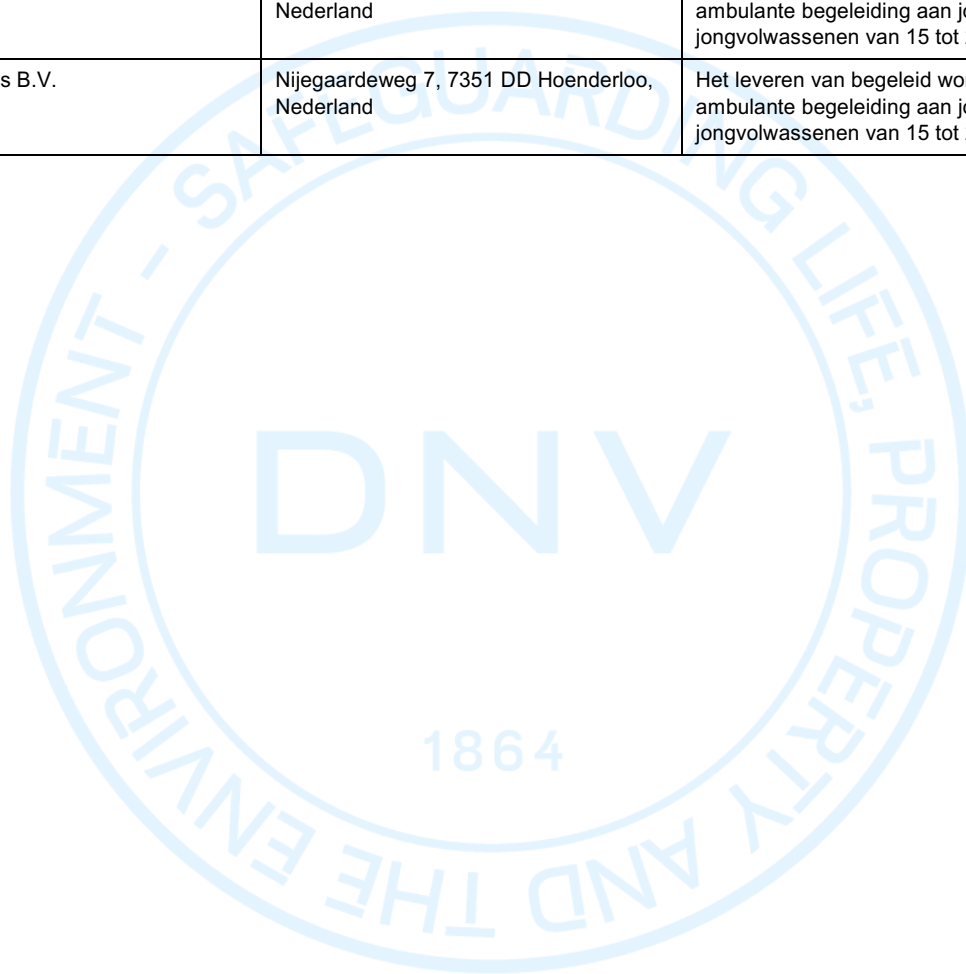 Nederland
ambulante begeleiding aan
jongvolwassenen van 15 tot
s B.V.
Nijegaardeweg 7, 7351 DD Hoenderloo,
Nederland
Het leveren van begeleid
ambulante begeleiding aan
jongvolwassenen van 15 tot
SAFEGUARDING LIFE, PROPERTY AND THE ENVIRONMENT -
DNV
1864